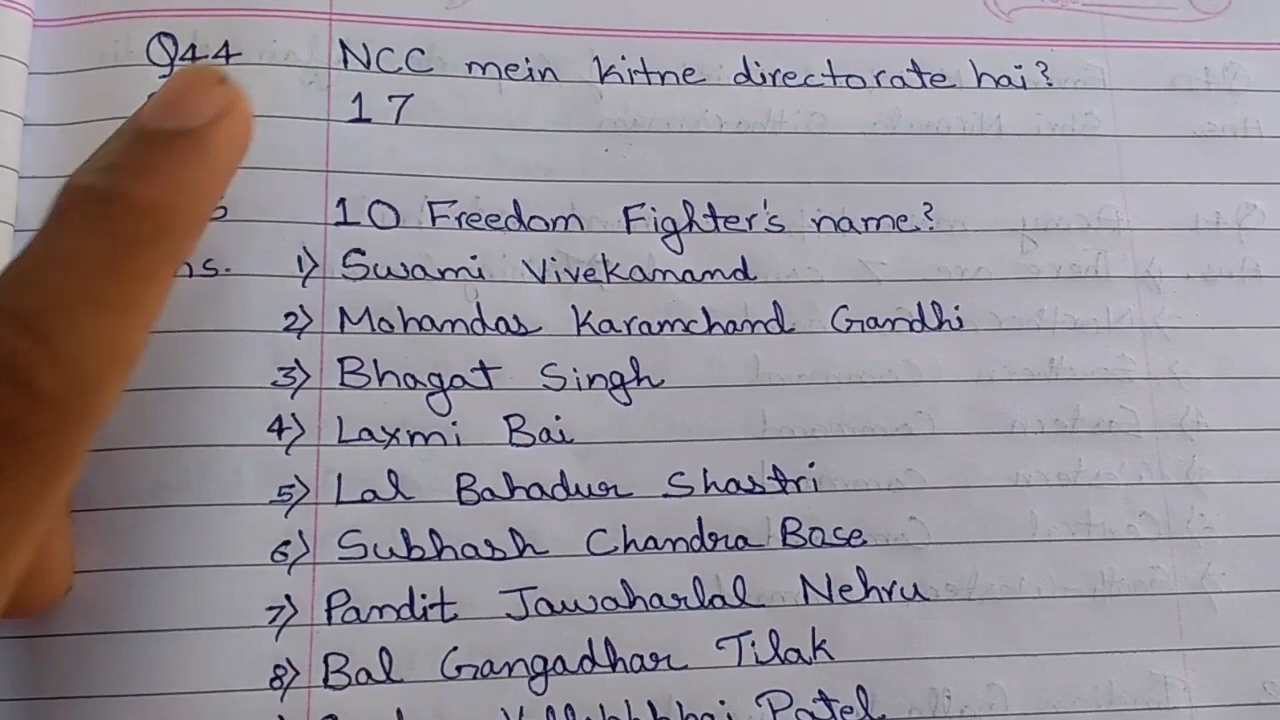 Q44 NCC mein kitne directorate hai?
17
10 Freedom Fighter's name?
ns. 1) Swami Vivekanand
2) Mohandas Karamchand Gandhi
3) Bhagat Singh
4) Laxmi Bai
5) Lal Bahadur Shastri
6) Subhash Chandra Bose
7) Pandit Jawaharlal Nehru
8) Bal Gangadhar Tilak
Patel